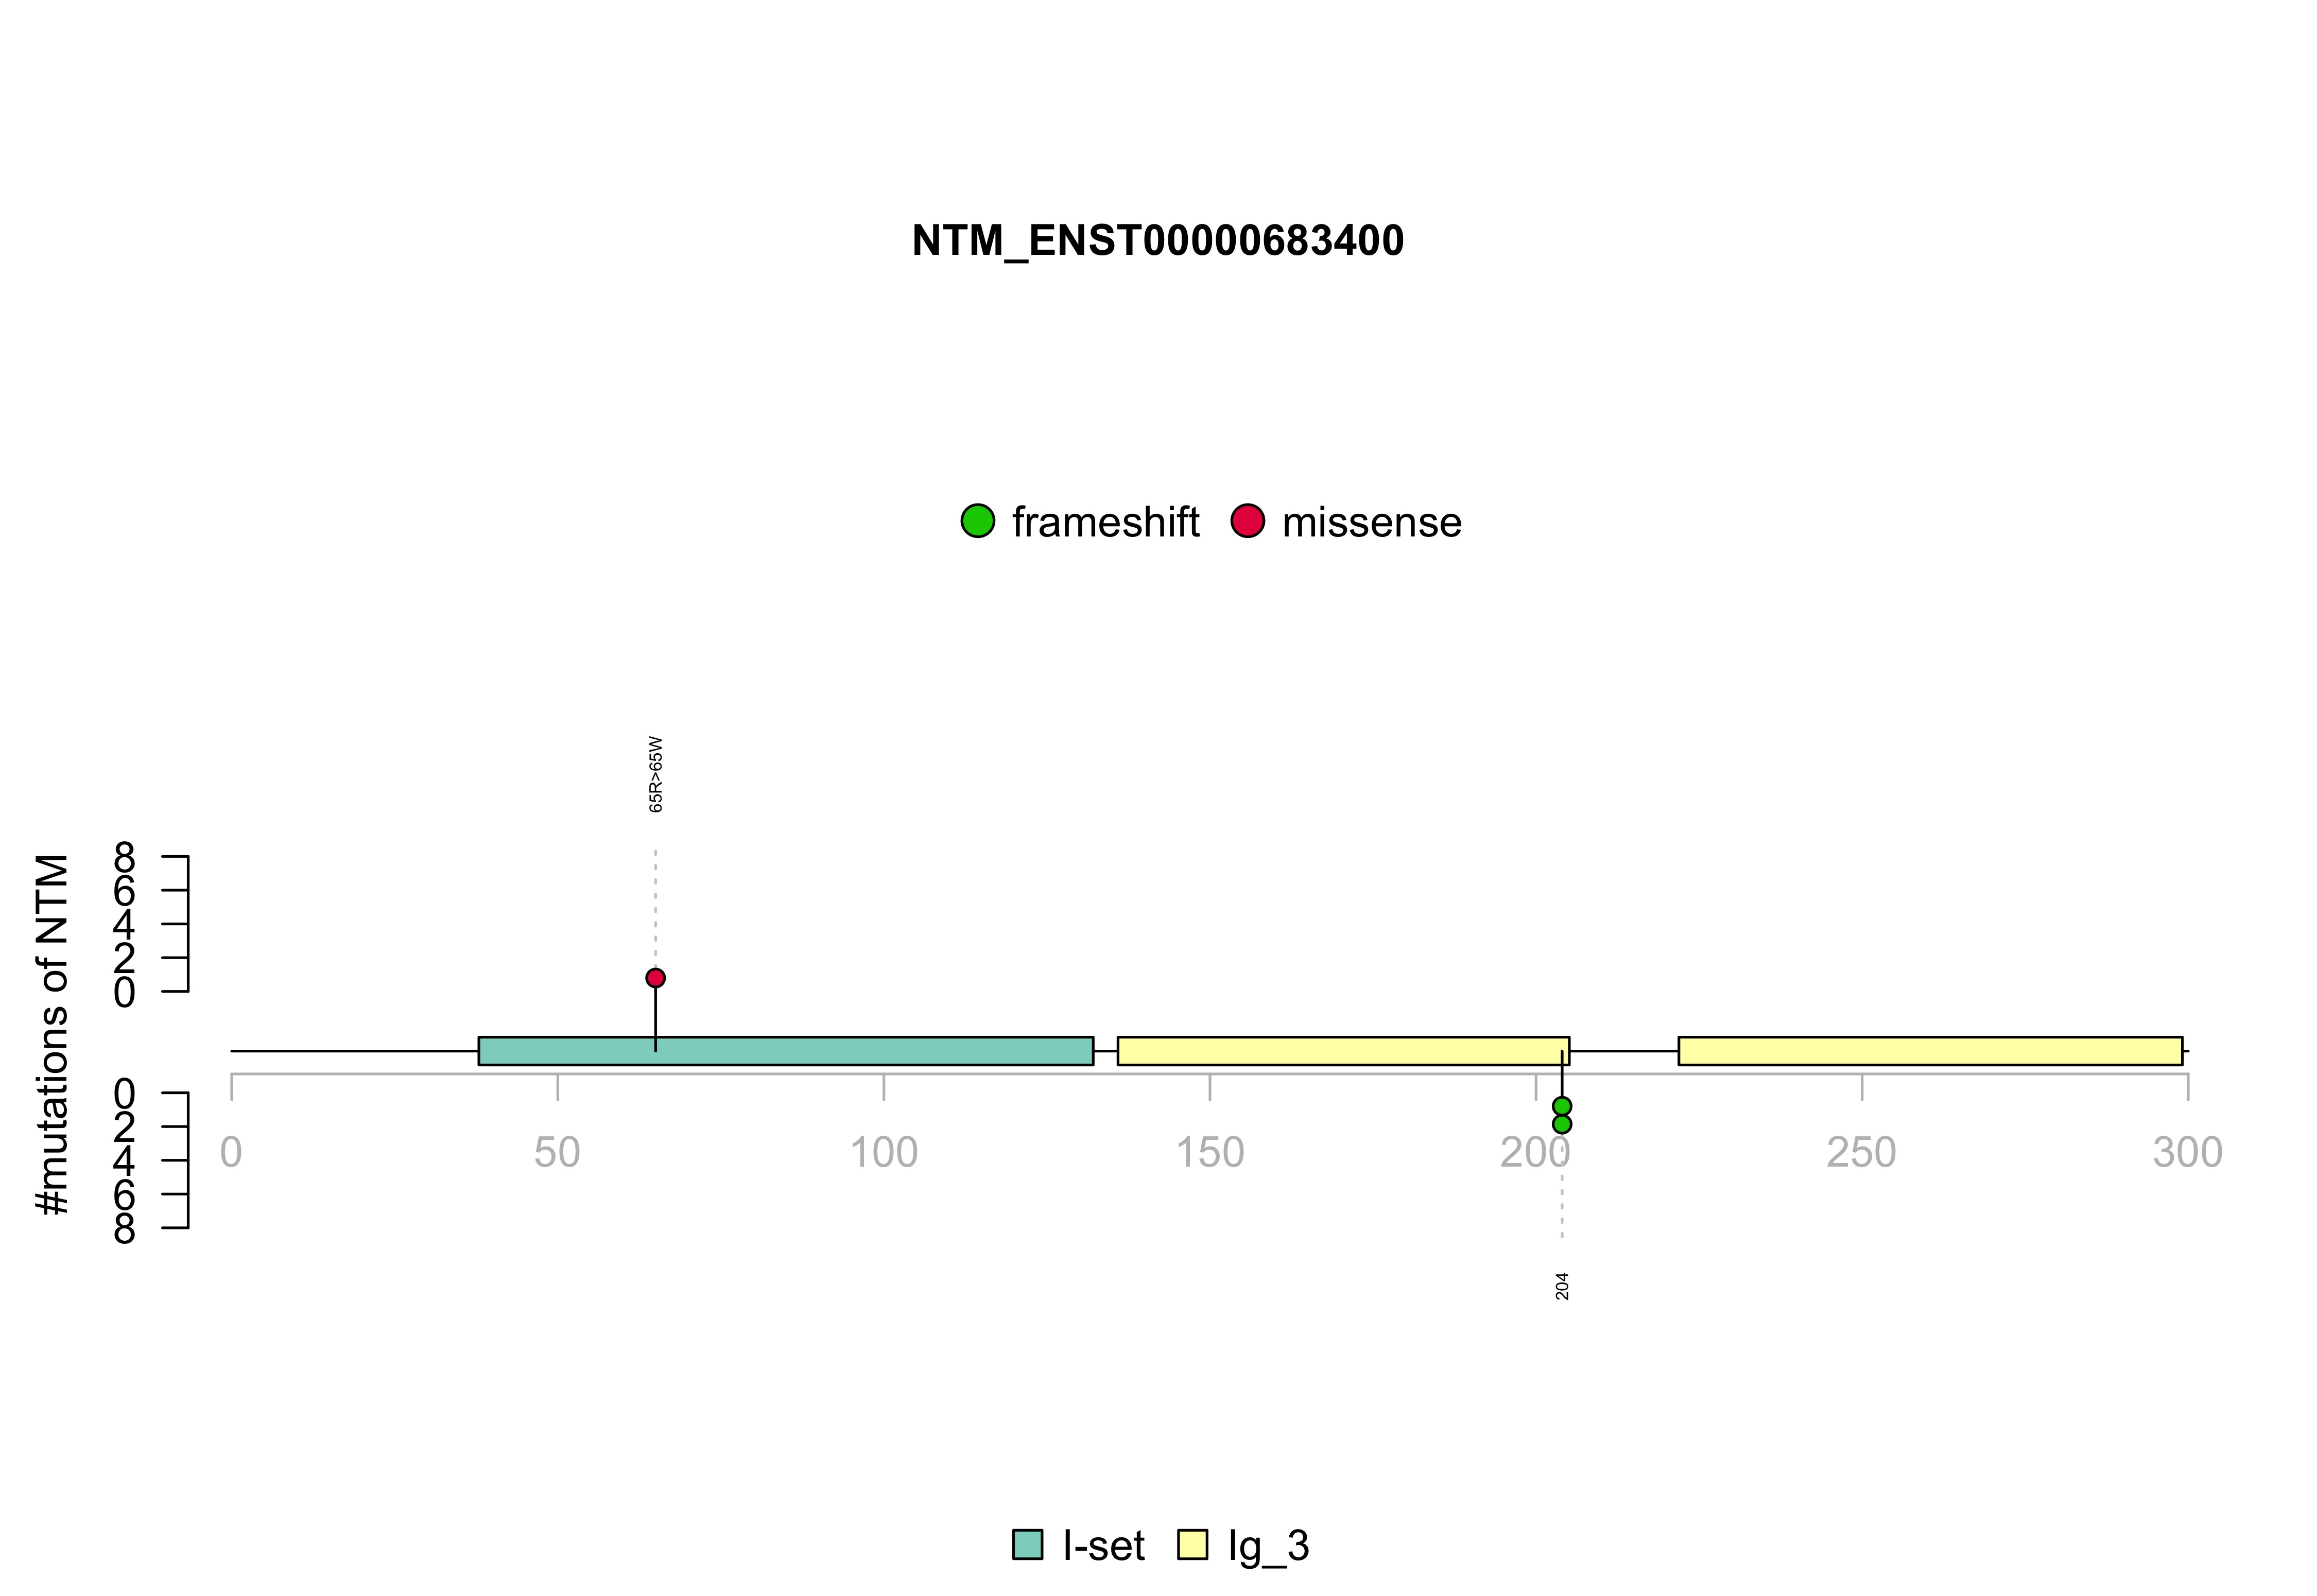 NTM_ENST00000683400
frameshift missense
65R>65W
#mutations of NTM
8
6
4
2
0
0
2
4
6
8
0 50 100 150 200 250 300
204
I-set Ig_3